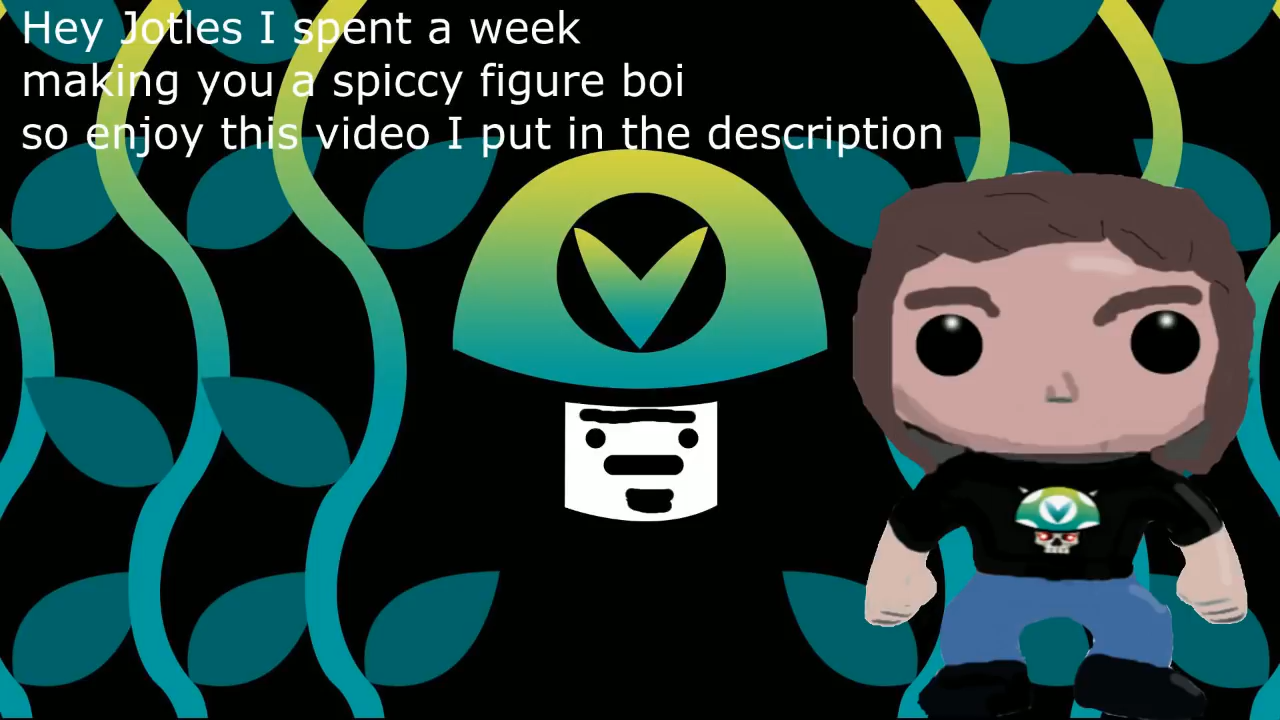 Hey Jotles I spent a week
making you a spiccy figure boi
so enjoy this video I put in the description